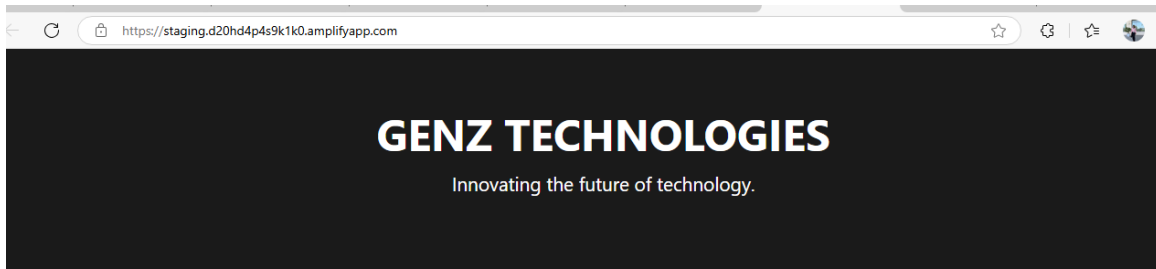 https://staging.d20hd4p4s9k1k0.amplifyapp.com
GENZ TECHNOLOGIES
Innovating the future of technology.